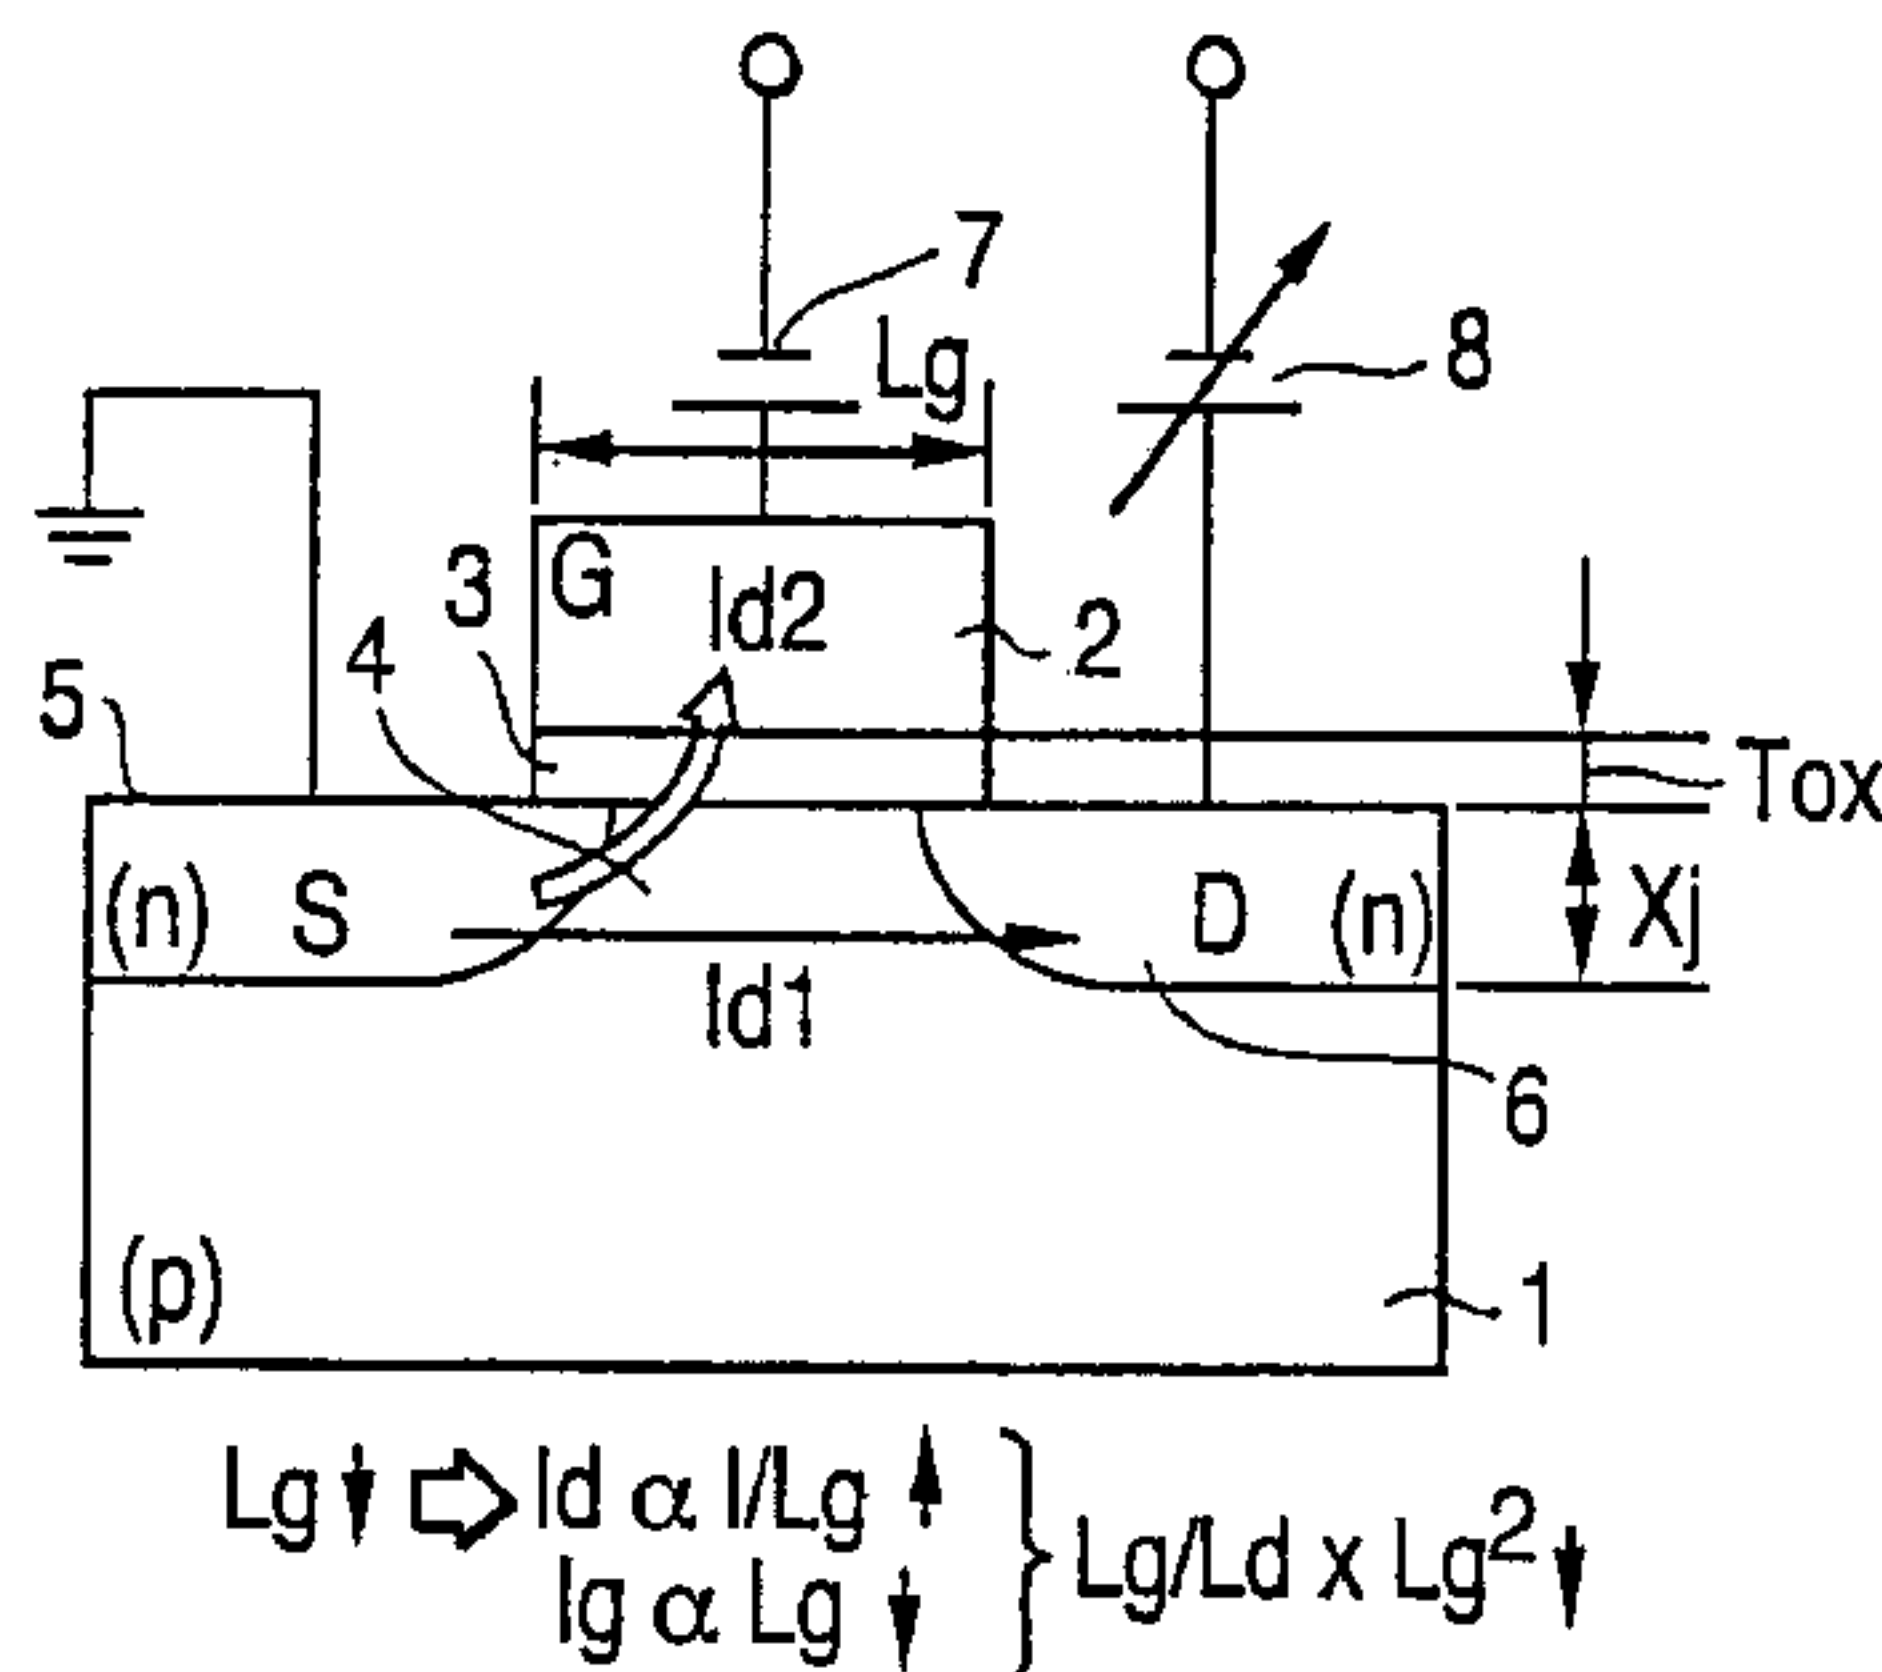 7
Lg
8
3
G
Id2
2
4
5
Tox
(n) S
D (n)
Xj
Id1
6
(p)
1
Lg ⇨ Id α I/Lg
Ig α Lg
Lg/Ld x Lg²